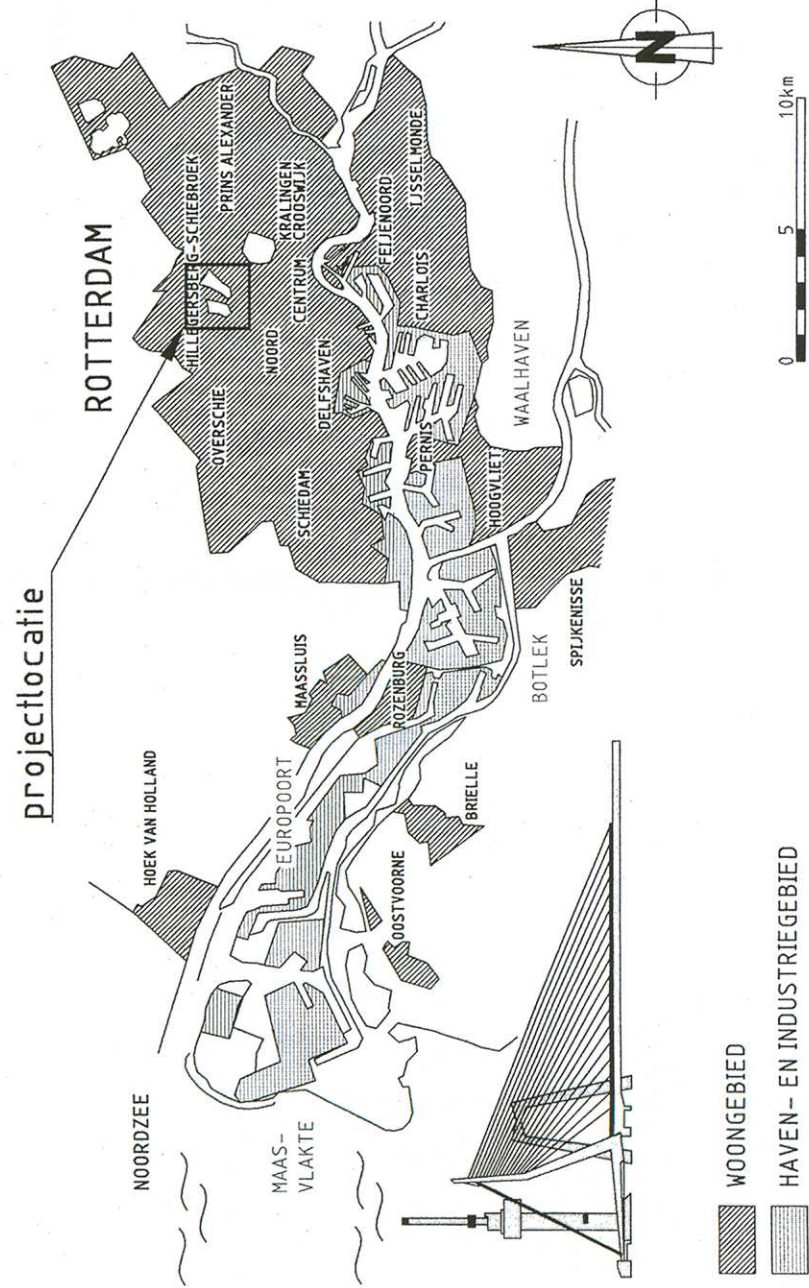 projectlocatie
ROTTERDAM
HILLEGERSBERG-SCHIEBROEK
PRINS ALEXANDER
OVERSCHIE
NOORD
KRALINGEN
CROOSWIJK
CENTRUM
SCHIEDAM
DELFSHAVEN
FEIJENOORD
IJSSELMONDE
CHARLOIS
PERNIS
HOOGVLIET
WAALHAVEN
HOEK VAN HOLLAND
MAASSLUIS
ROZENBURG
EUROPOORT
NOORDZEE
MAAS-
VLAKTE
OOSTVOORNE
BRIELLE
BOTLEK
SPIJKENISSE
N
0 5 10km
WOONGEBIED
HAVEN- EN INDUSTRIEGEBIED